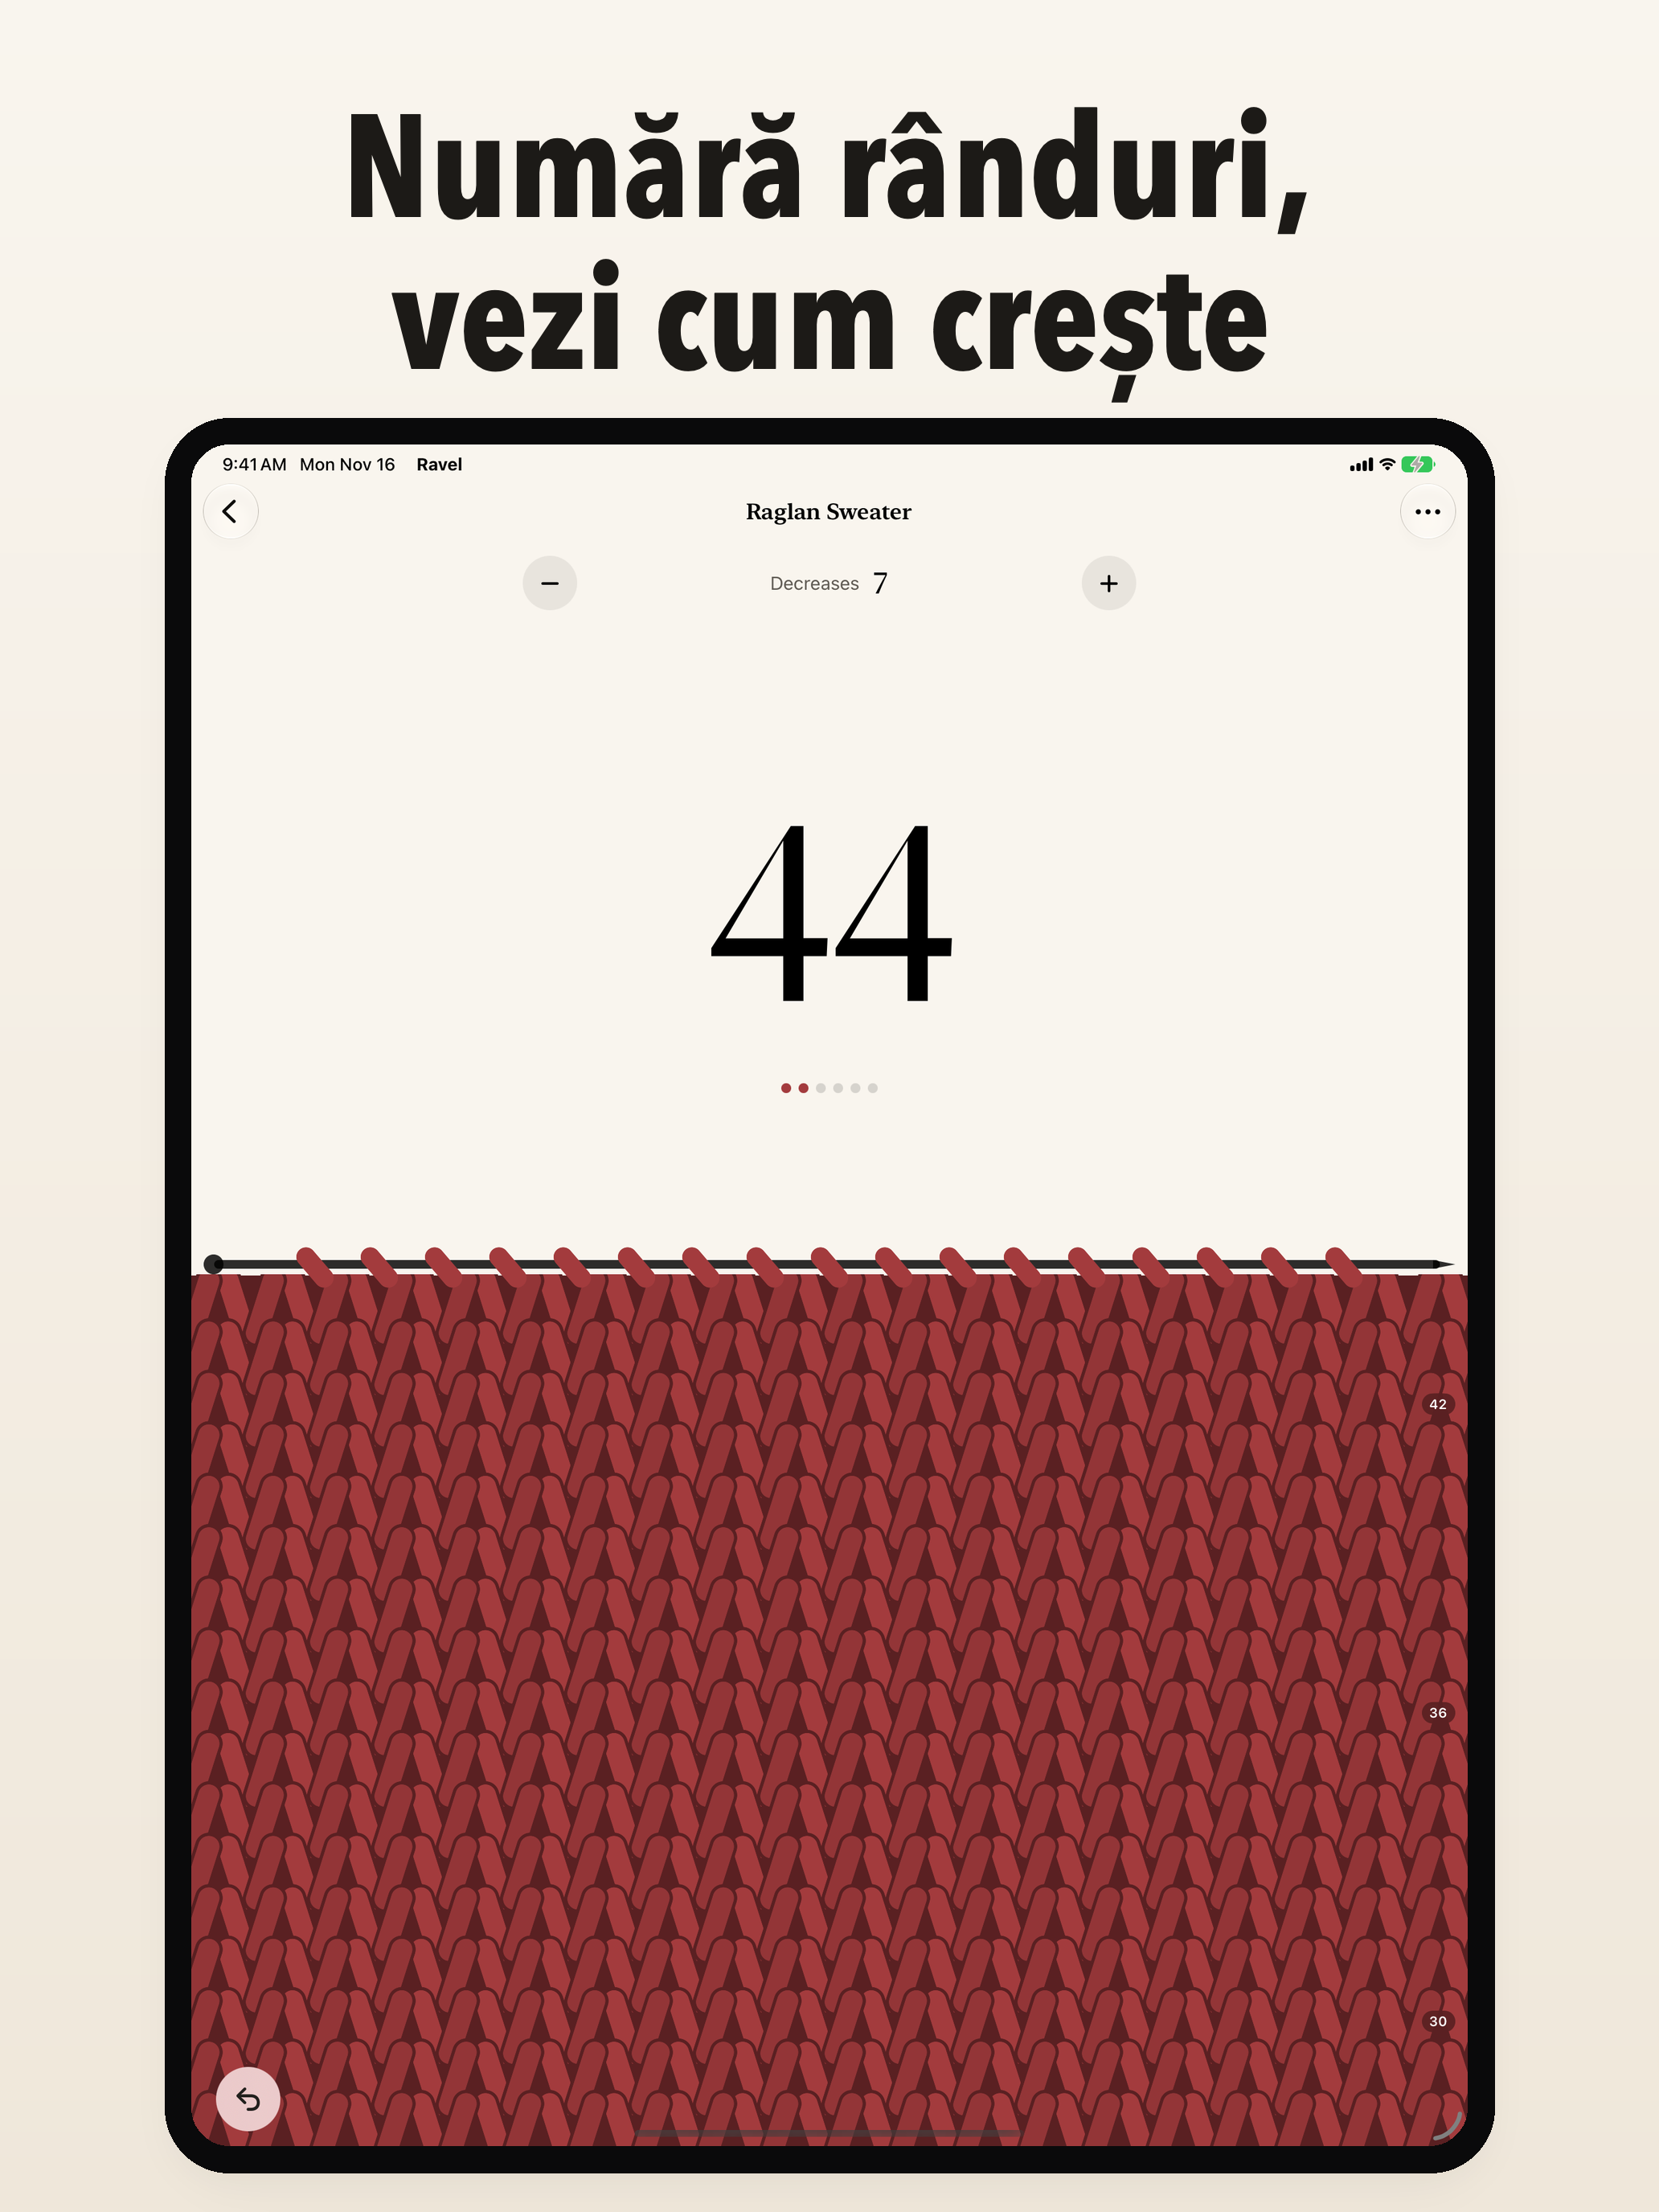 Numără rânduri,
vezi cum crește
9:41 AM Mon Nov 16 Ravel
Raglan Sweater
Decreases 7
44
42
36
30